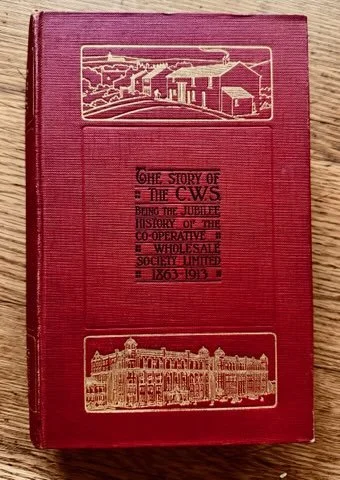 THE STORY OF
THE C.W.S.
BEING THE JUBILEE
HISTORY OF THE
CO-OPERATIVE
WHOLESALE
SOCIETY LIMITED
1863-1913